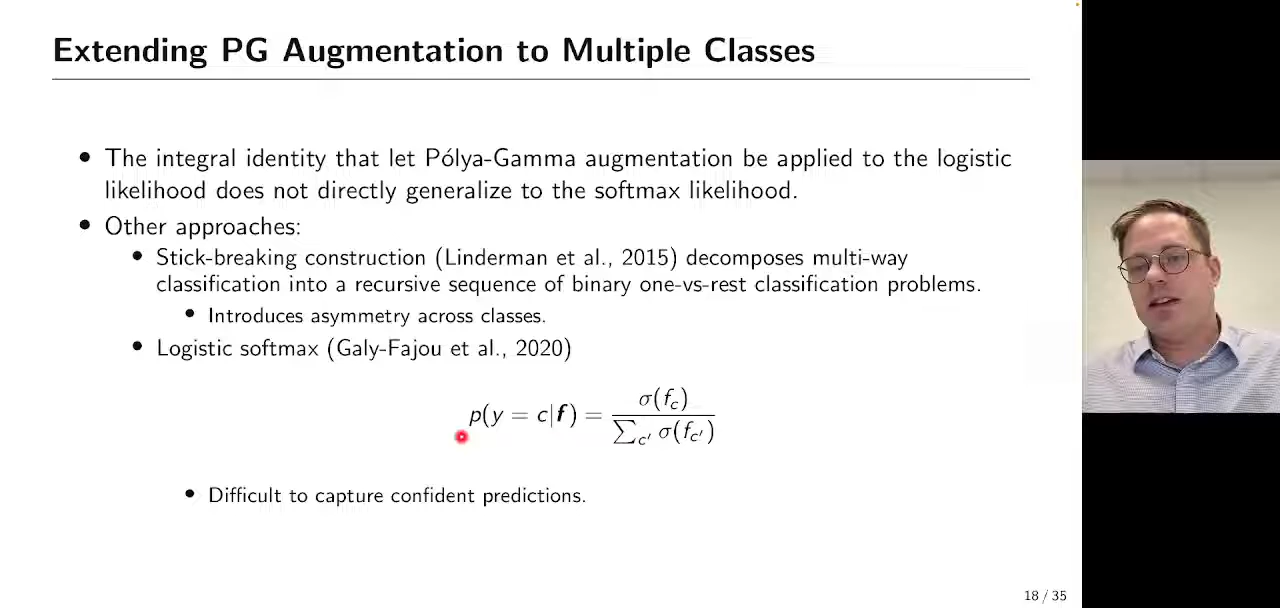 Extending PG Augmentation to Multiple Classes
• The integral identity that let Pólya-Gamma augmentation be applied to the logistic
likelihood does not directly generalize to the softmax likelihood.
• Other approaches:
• Stick-breaking construction (Linderman et al., 2015) decomposes multi-way
classification into a recursive sequence of binary one-vs-rest classification problems.
• Introduces asymmetry across classes.
• Logistic softmax (Galy-Fajou et al., 2020)
p(y = c|f) = σ(f_c) / ∑_{c'} σ(f_{c'})
• Difficult to capture confident predictions.
18 / 35